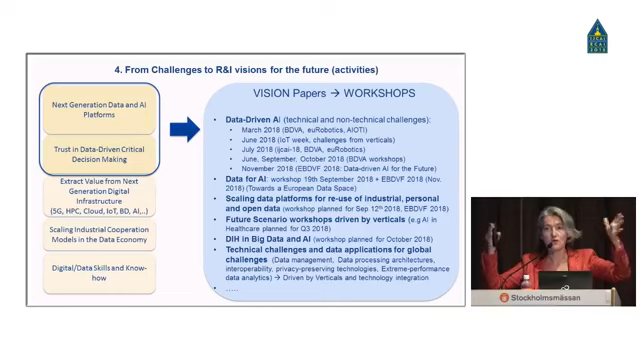 IJCAI
ECAI
2018
4. From Challenges to R&I visions for the future (activities)
Next Generation Data and AI
Platforms
Trust in Data-Driven Critical
Decision Making
Extract Value from Next
Generation Digital
Infrastructure
(5G, HPC, Cloud, IoT, BD, AI,..)
Scaling Industrial Cooperation
Models in the Data Economy
Digital/Data Skills and Know-
how
VISION Papers → WORKSHOPS
• Data-Driven AI (technical and non-technical challenges):
• March 2018 (BDVA, euRobotics, AIOTI)
• June 2018 (IoT week, challenges from verticals)
• July 2018 (ijcai-18, BDVA, euRobotics)
• June, September, October 2018 (BDVA workshops)
• November 2018 (EBDVF 2018: Data-driven AI for the Future)
• Data for AI: workshop 19th September 2018 + EBDVF 2018 (Nov.
2018) (Towards a European Data Space)
• Scaling data platforms for re-use of industrial, personal
and open data (workshop planned for Sep 12th 2018, EBDVF 2018)
• Future Scenario workshops driven by verticals (e.g AI
in Healthcare planned for Q3 2018)
• DIH in Big Data and AI (workshop planned for October 2018)
• Technical challenges and data applications for global
challenges (Data management, Data processing architectures,
interoperability, privacy-preserving technologies, Extreme-performance
data analytics) → Driven by Verticals and technology integration
• .....
Stockholmsmässan